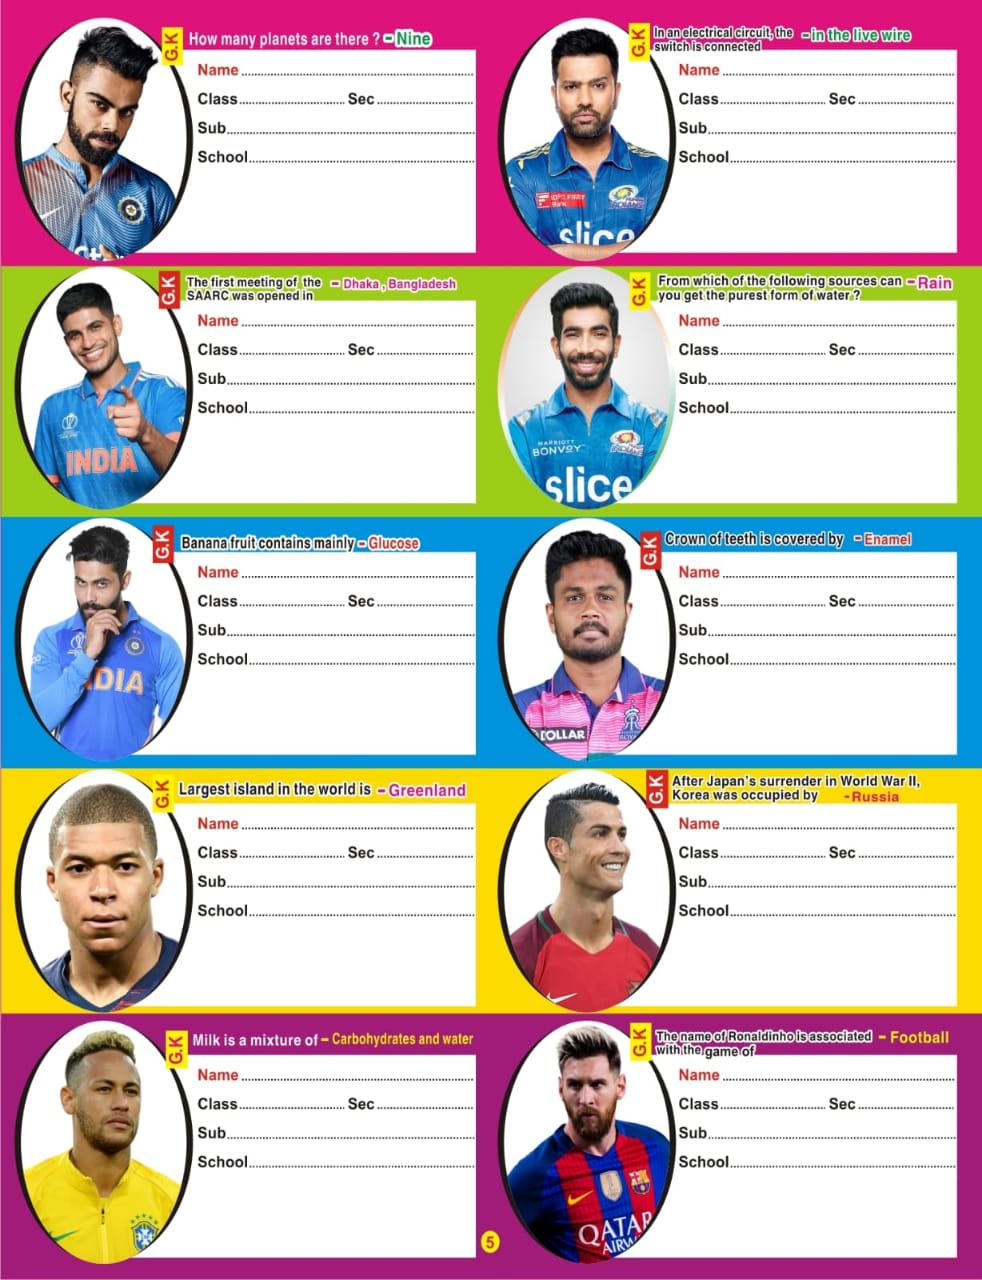 G.K How many planets are there ? - Nine
Name
Class Sec
Sub
School
G.K In an electrical circuit, the - in the live wire
switch is connected
Name
Class Sec
Sub
School
IDFC FIRST
Bank
INDIANS
slice
G.K The first meeting of the - Dhaka , Bangladesh
SAARC was opened in
Name
Class Sec
Sub
School
INDIA
G.K From which of the following sources can - Rain
you get the purest form of water ?
Name
Class Sec
Sub
School
MARRIOTT
BONVOY
INDIANS
slice
G.K Banana fruit contains mainly - Glucose
Name
Class Sec
Sub
School
DIA
G.K Crown of teeth is covered by - Enamel
Name
Class Sec
Sub
School
DOLLAR
RR
G.K Largest island in the world is - Greenland
Name
Class Sec
Sub
School
G.K After Japan's surrender in World War II,
Korea was occupied by - Russia
Name
Class Sec
Sub
School
G.K Milk is a mixture of - Carbohydrates and water
Name
Class Sec
Sub
School
G.K The name of Ronaldinho is associated - Football
with the game of
Name
Class Sec
Sub
School
QATAR
AIRW
5